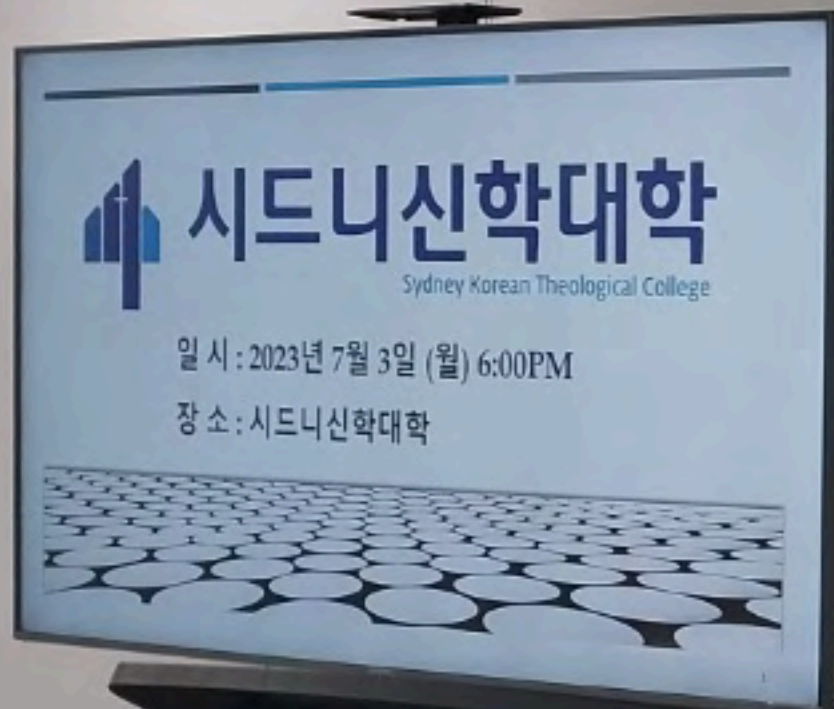 시드니신학대학
Sydney Korean Theological College
일 시 : 2023년 7월 3일 (월) 6:00PM
장 소 : 시드니신학대학
1